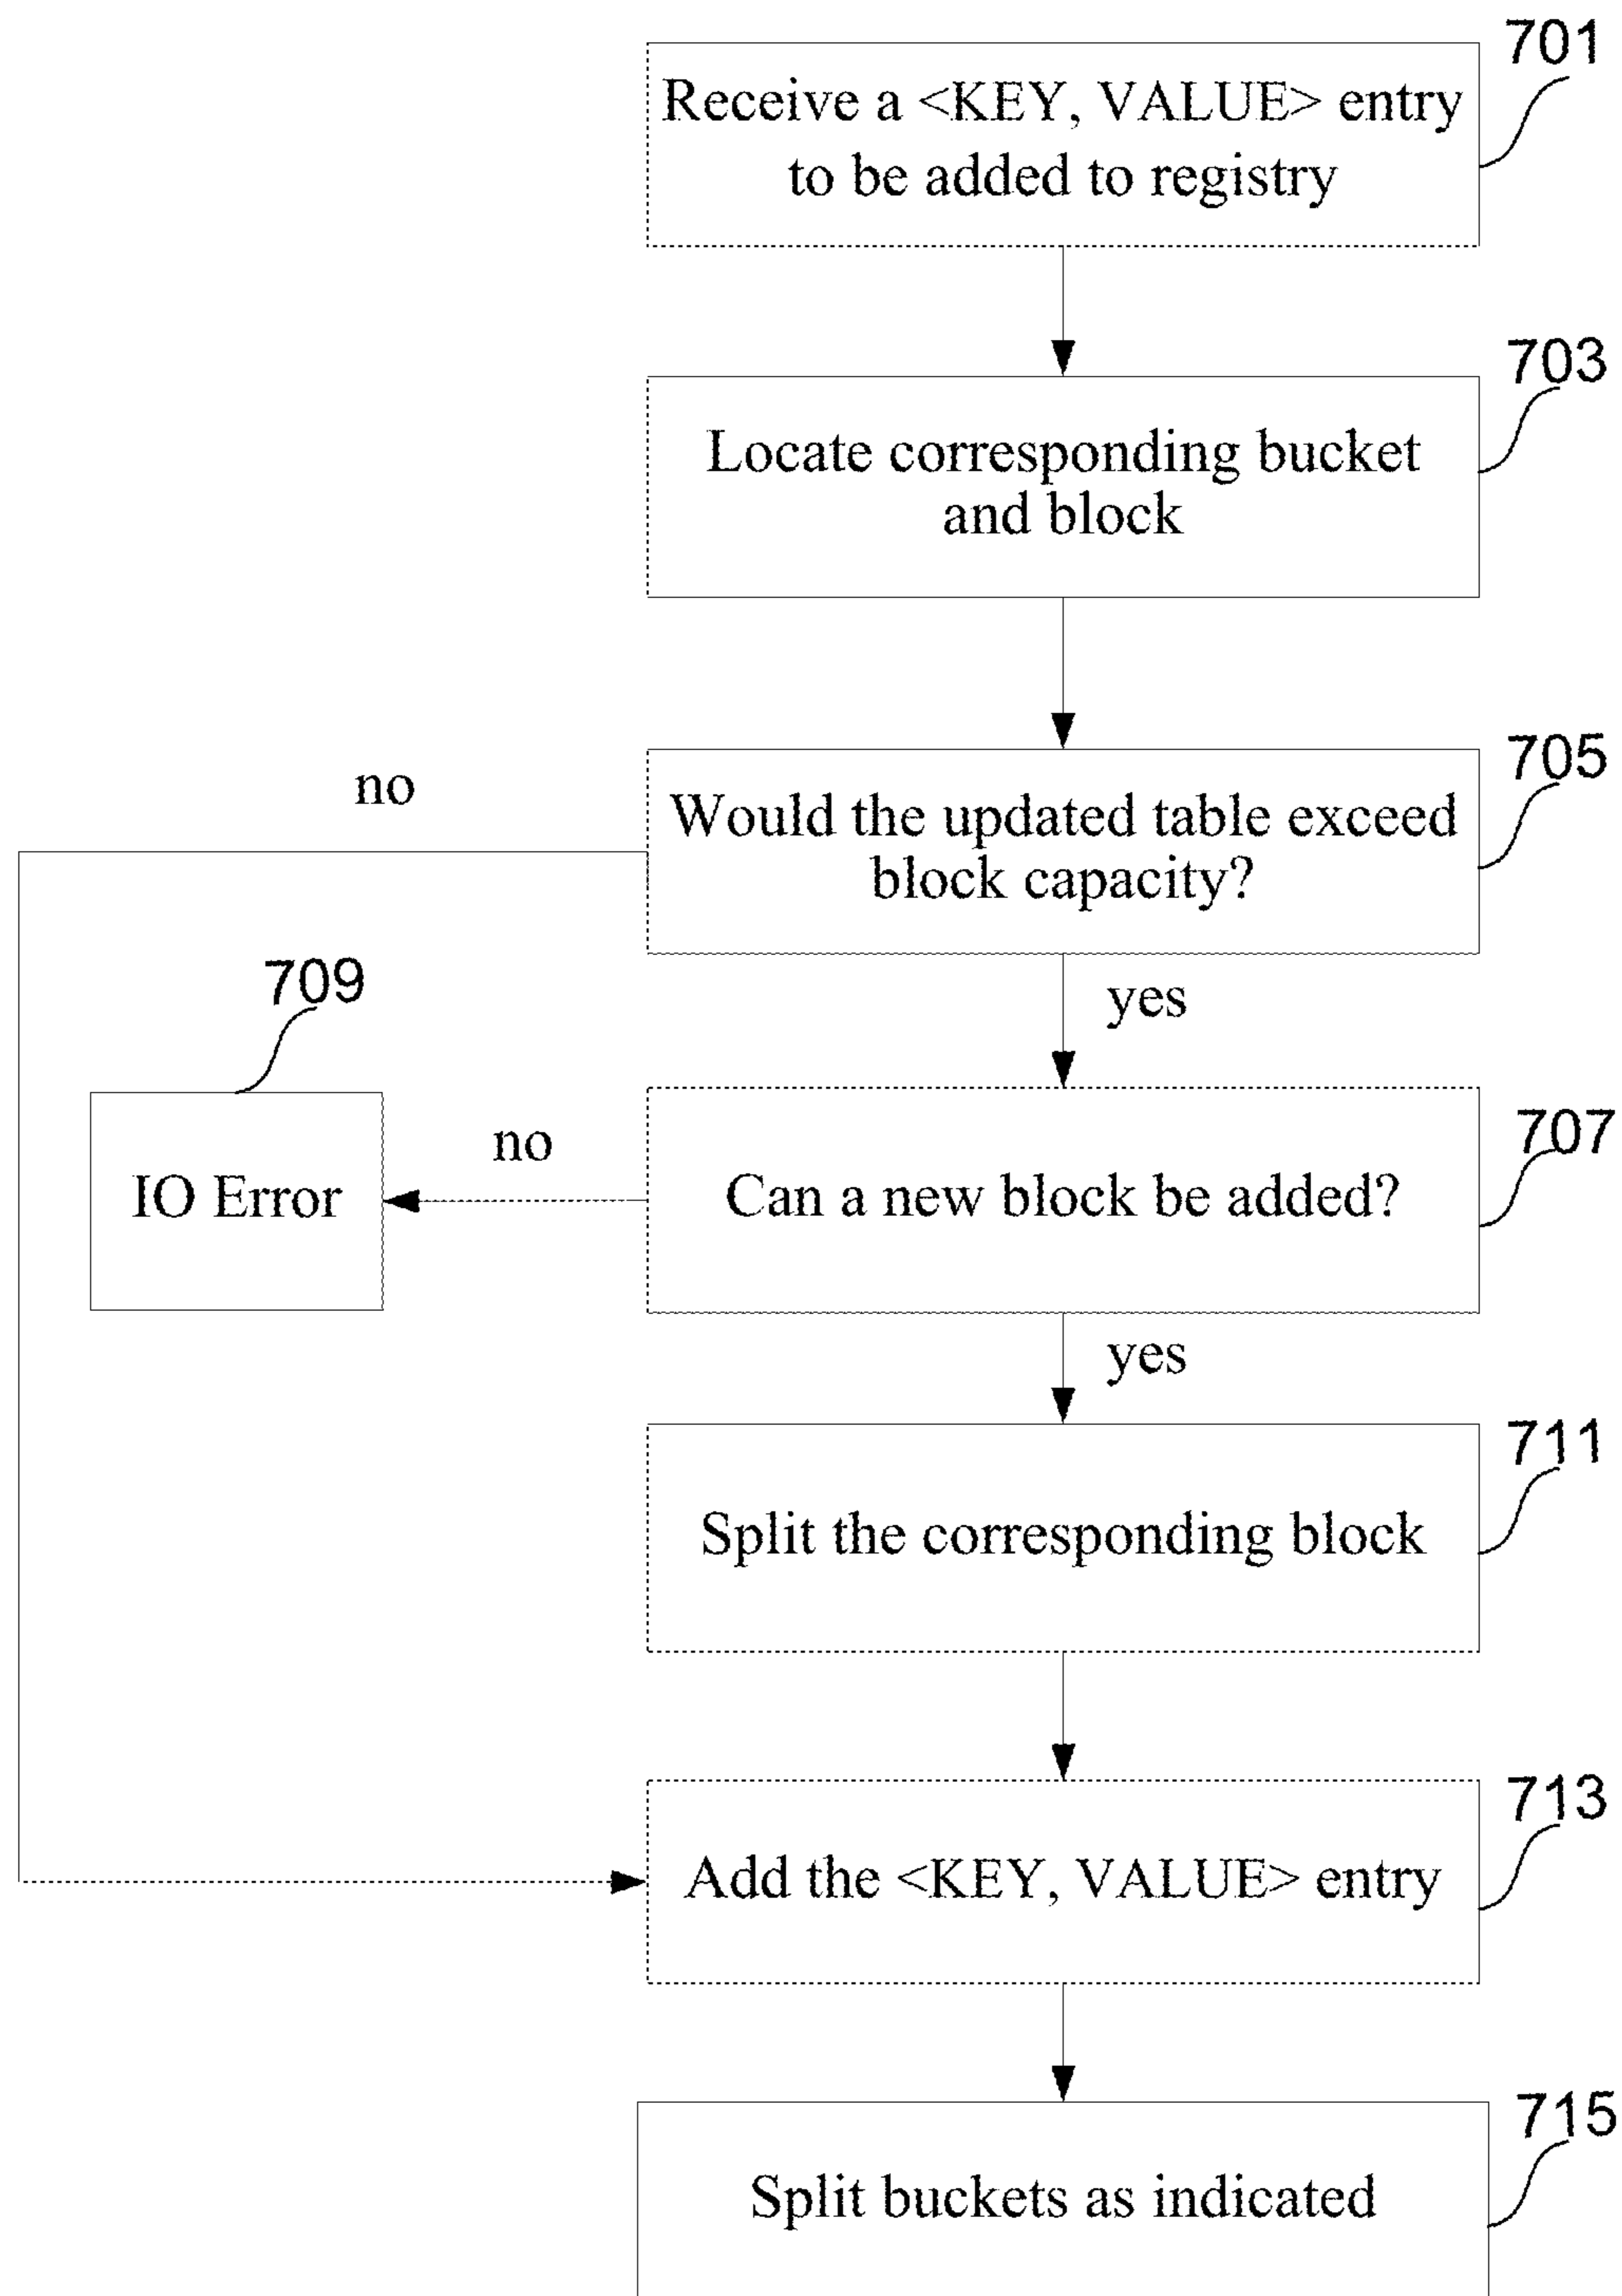 701
Receive a <KEY, VALUE> entry
to be added to registry
703
Locate corresponding bucket
and block
705
no
Would the updated table exceed
block capacity?
709
yes
707
IO Error
no
Can a new block be added?
yes
711
Split the corresponding block
713
Add the <KEY, VALUE> entry
715
Split buckets as indicated